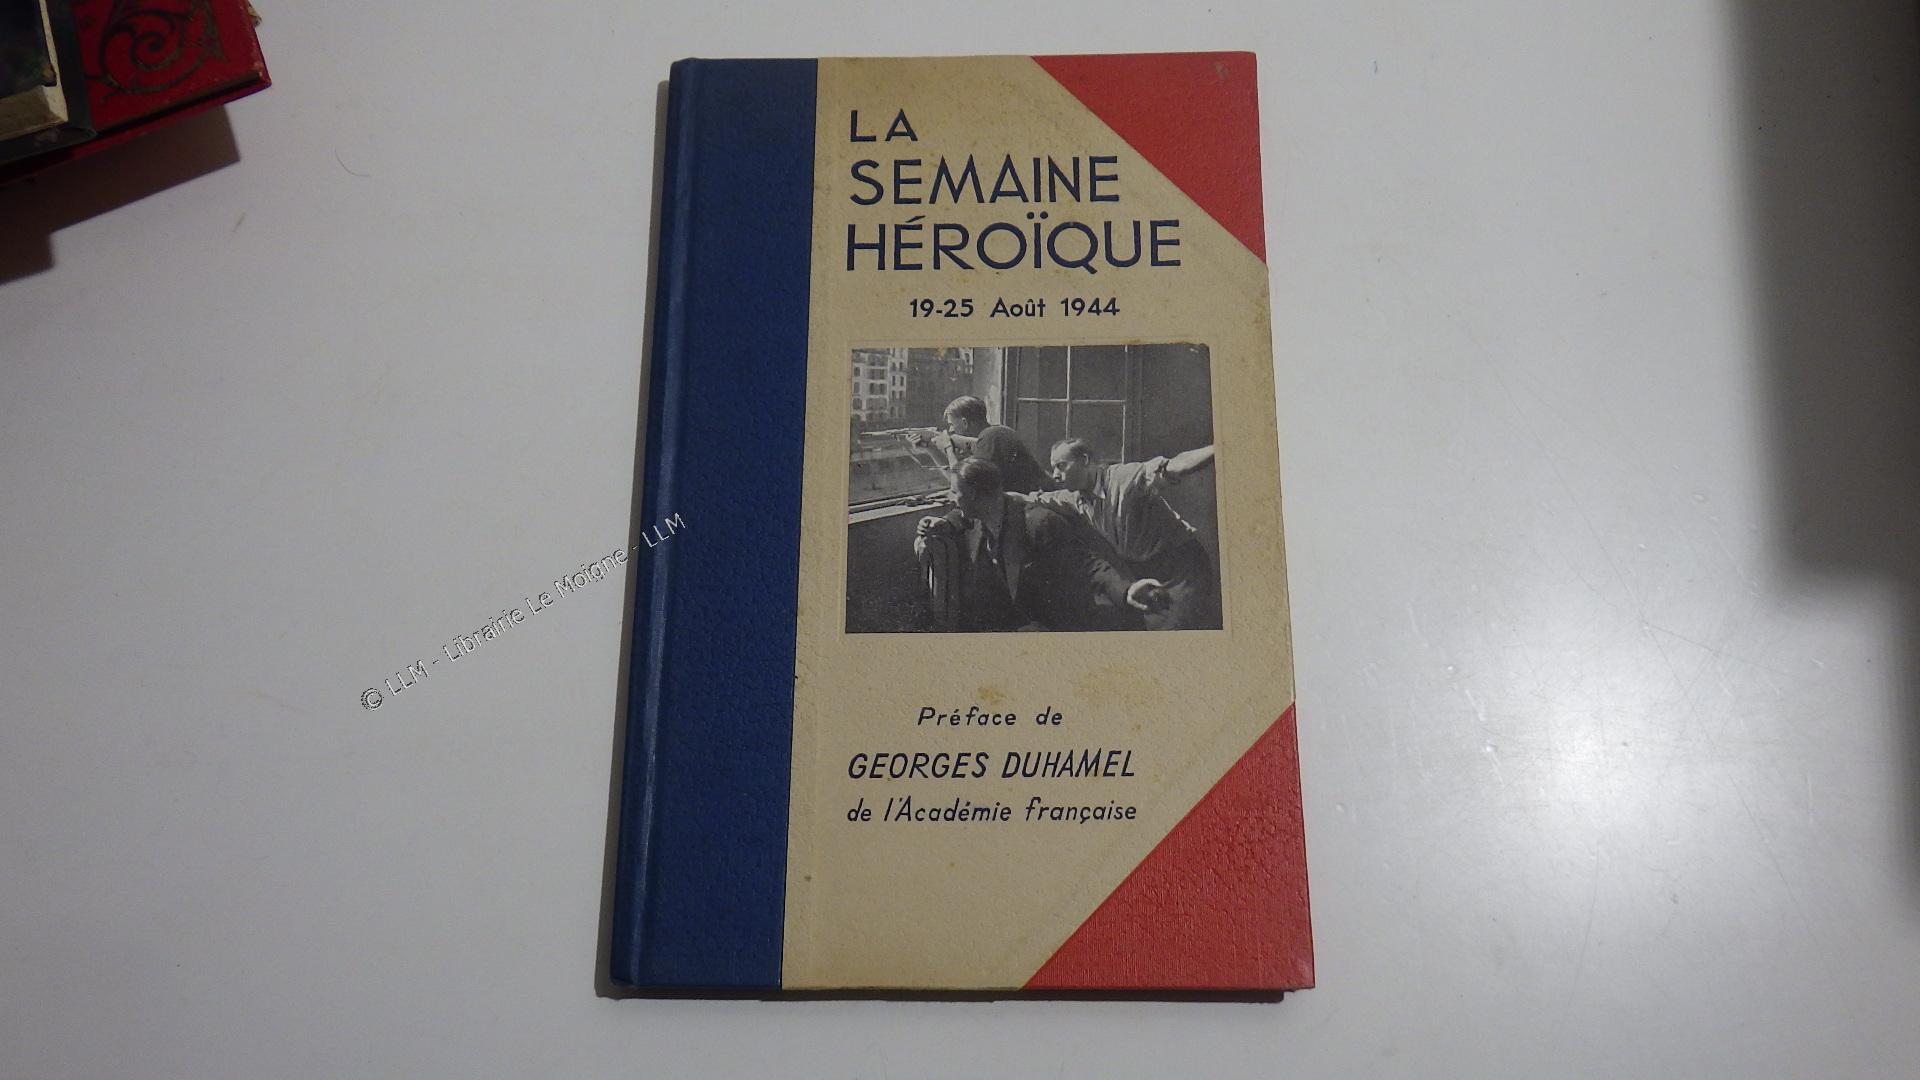 LA
SEMAINE
HÉROÏQUE
19-25 Août 1944
Préface de
GEORGES DUHAMEL
de l'Académie française
© LLM - Librairie Le Moigne - LLM